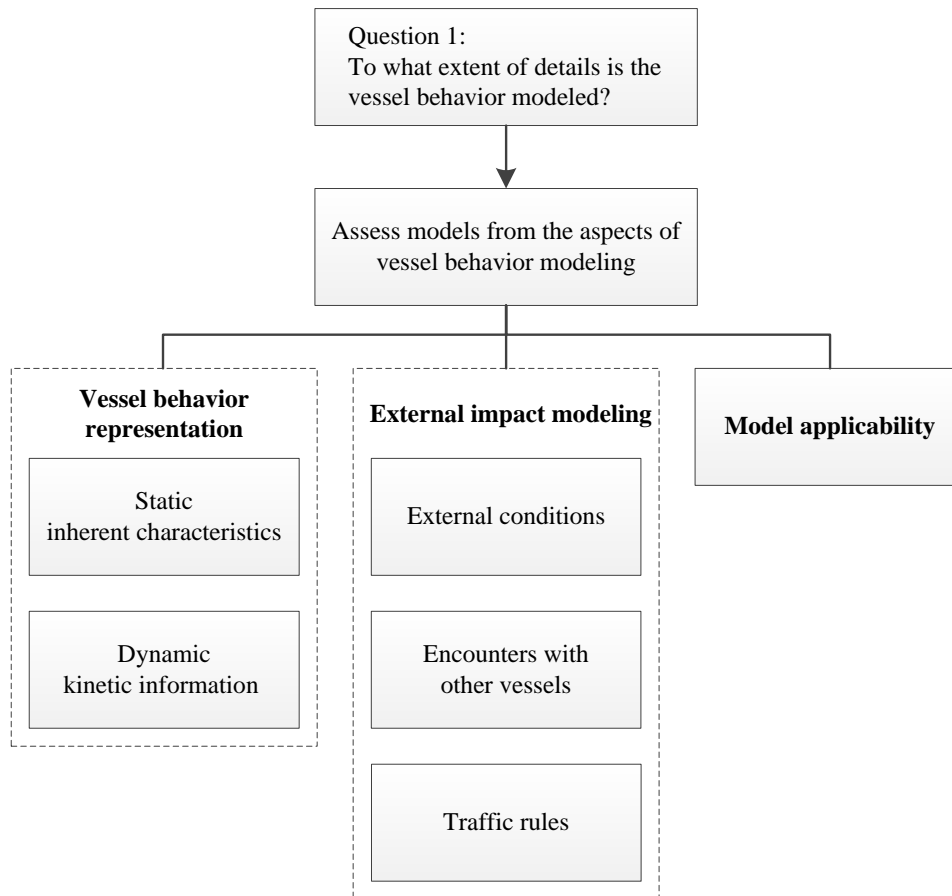 Question 1:
To what extent of details is the
vessel behavior modeled?
Assess models from the aspects of
vessel behavior modeling
Vessel behavior
representation
Static
inherent characteristics
Dynamic
kinetic information
External impact modeling
External conditions
Encounters with
other vessels
Traffic rules
Model applicability